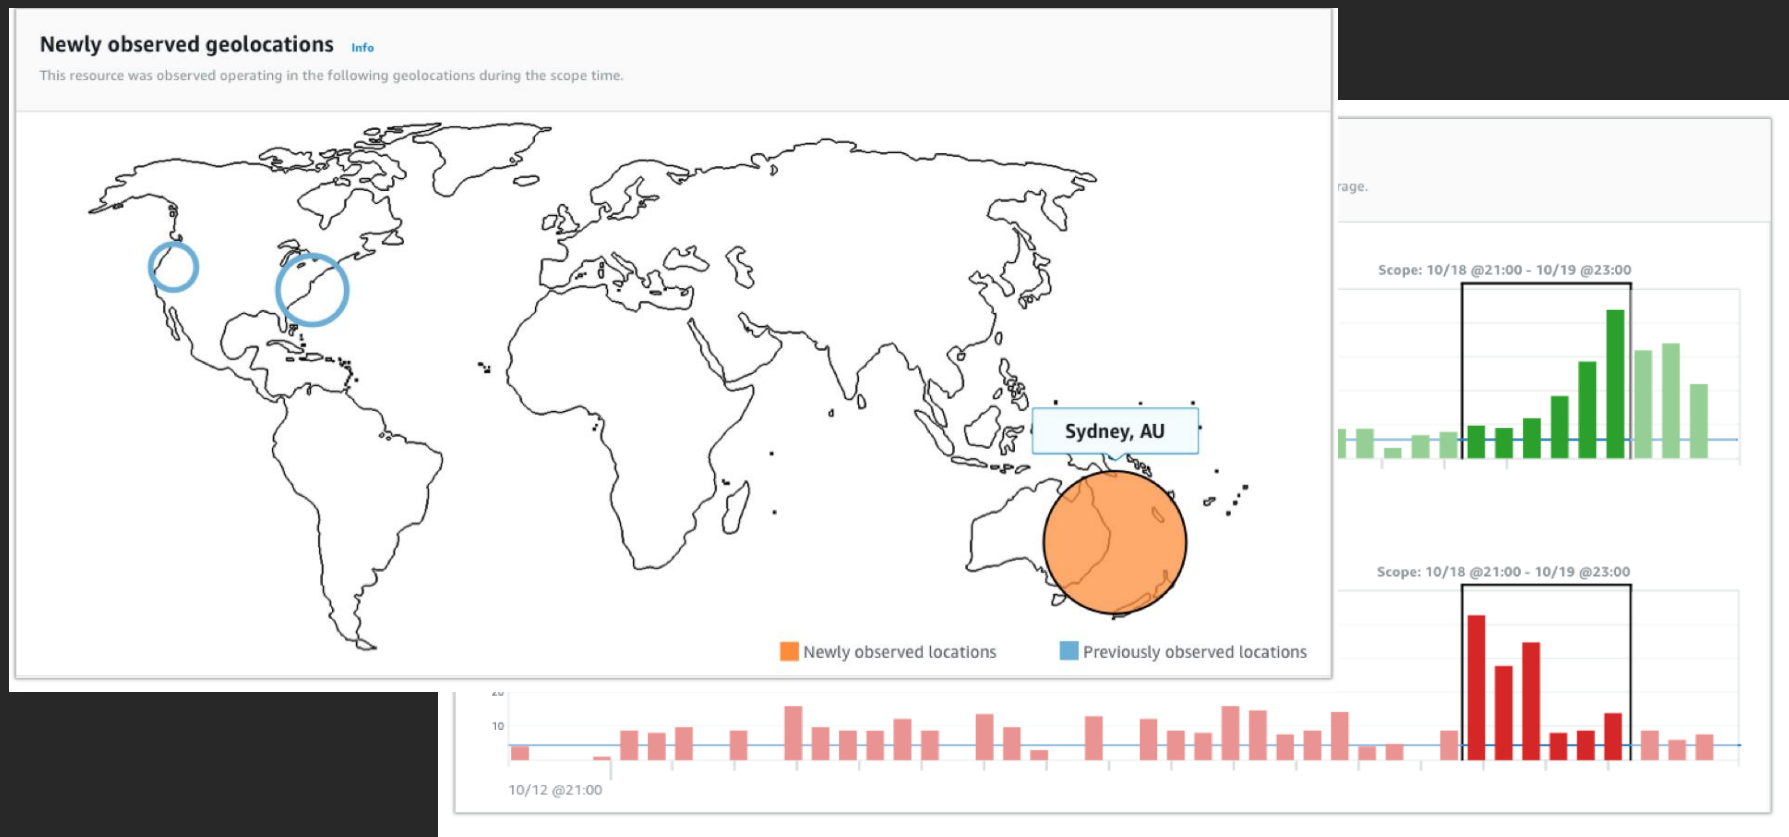 Newly observed geolocations Info
This resource was observed operating in the following geolocations during the scope time.
Sydney, AU
Newly observed locations
Previously observed locations
rage.
Scope: 10/18 @21:00 - 10/19 @23:00
Scope: 10/18 @21:00 - 10/19 @23:00
20
10
10/12 @21:00